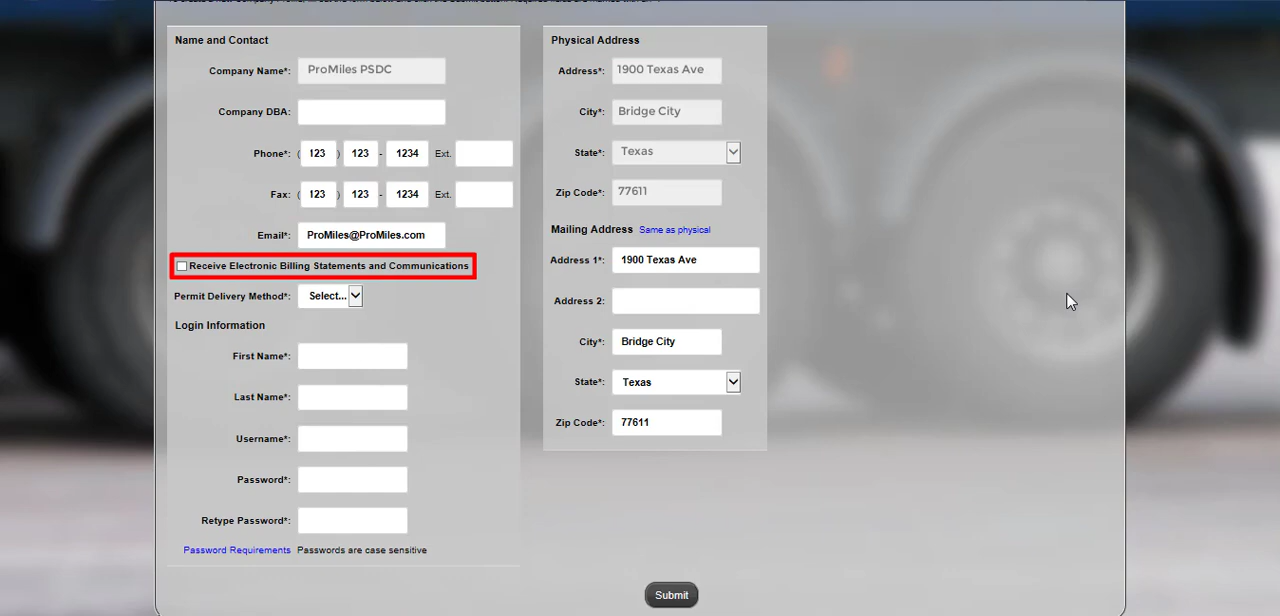 Name and Contact
Company Name*: ProMiles PSDC
Company DBA:
Phone*: ( 123 ) 123 - 1234 Ext.
Fax: ( 123 ) 123 - 1234 Ext.
Email*: ProMiles@ProMiles.com
Receive Electronic Billing Statements and Communications
Permit Delivery Method*: Select...
Login Information
First Name*:
Last Name*:
Username*:
Password*:
Retype Password*:
Password Requirements Passwords are case sensitive
Physical Address
Address*: 1900 Texas Ave
City*: Bridge City
State*: Texas
Zip Code*: 77611
Mailing Address Same as physical
Address 1*: 1900 Texas Ave
Address 2:
City*: Bridge City
State*: Texas
Zip Code*: 77611
Submit